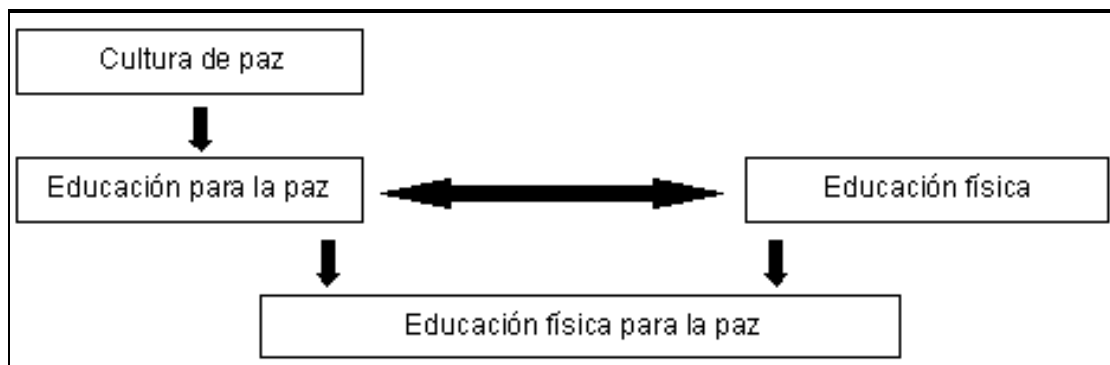 Cultura de paz
Educación para la paz
Educación física
Educación física para la paz